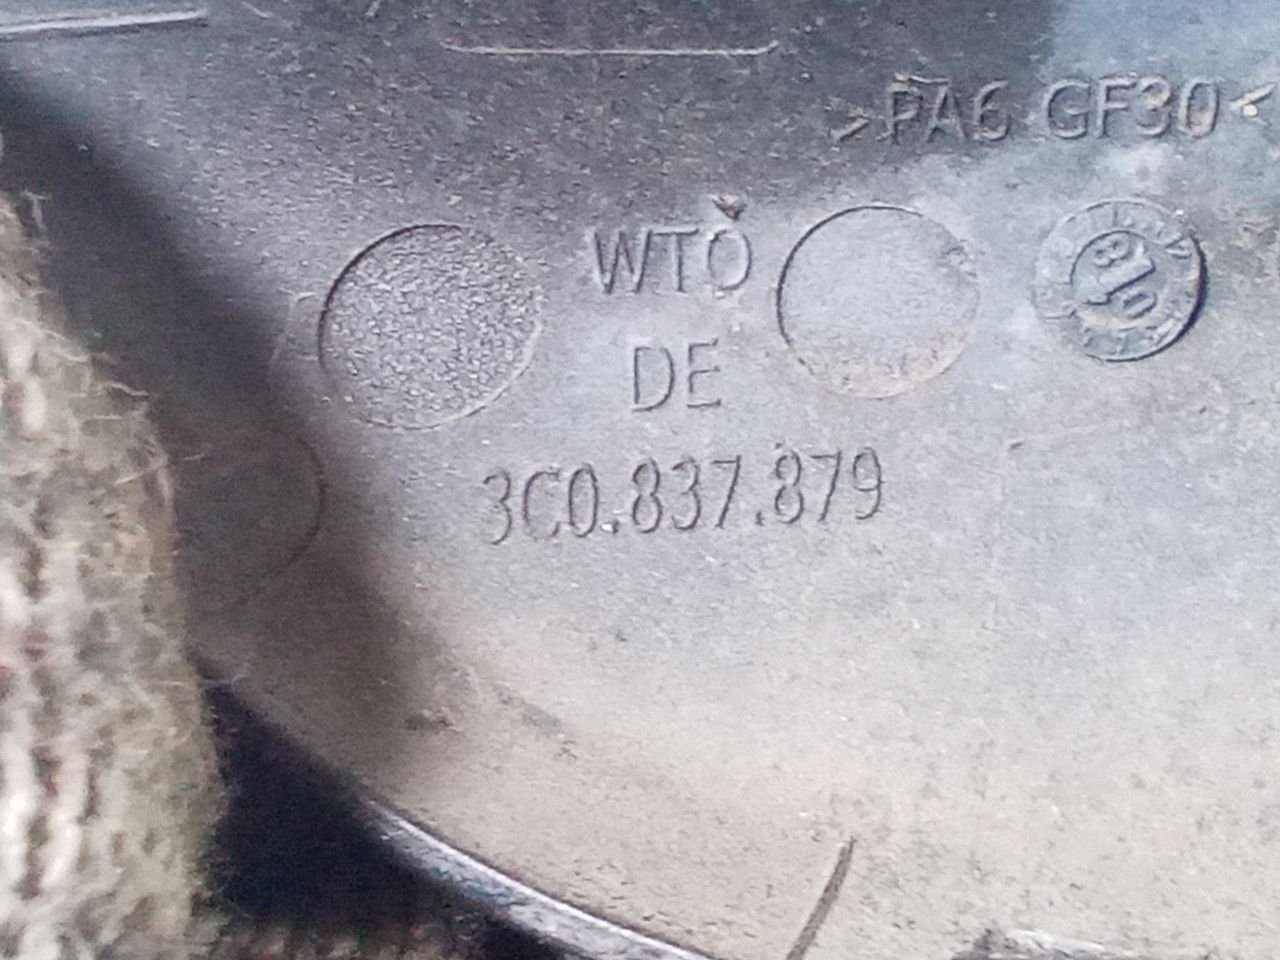 >PA6 GF30<
WTO
DE
3C0.837.879